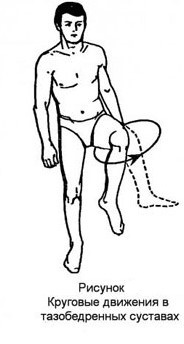 Рисунок
Круговые движения в
тазобедренных суставах